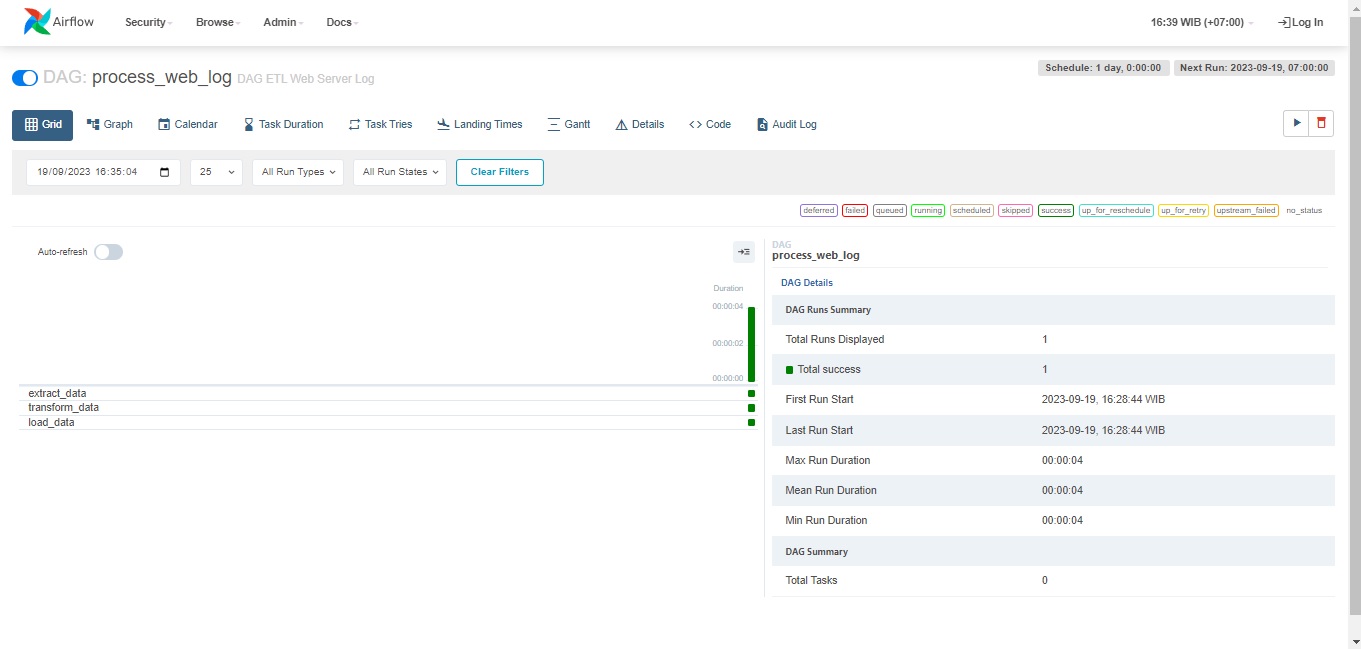 Airflow Security Browse Admin Docs 16:39 WIB (+07:00) Log In
DAG: process_web_log DAG ETL Web Server Log Schedule: 1 day, 0:00:00 Next Run: 2023-09-19, 07:00:00
Grid Graph Calendar Task Duration Task Tries Landing Times Gantt Details <> Code Audit Log
19/09/2023 16:35:04 25 All Run Types All Run States Clear Filters
deferred failed queued running scheduled skipped success up_for_reschedule up_for_retry upstream_failed no_status
Auto-refresh
Duration
00:00:04
00:00:02
00:00:00
extract_data
transform_data
load_data
DAG
process_web_log
DAG Details
DAG Runs Summary
Total Runs Displayed 1
Total success 1
First Run Start 2023-09-19, 16:28:44 WIB
Last Run Start 2023-09-19, 16:28:44 WIB
Max Run Duration 00:00:04
Mean Run Duration 00:00:04
Min Run Duration 00:00:04
DAG Summary
Total Tasks 0